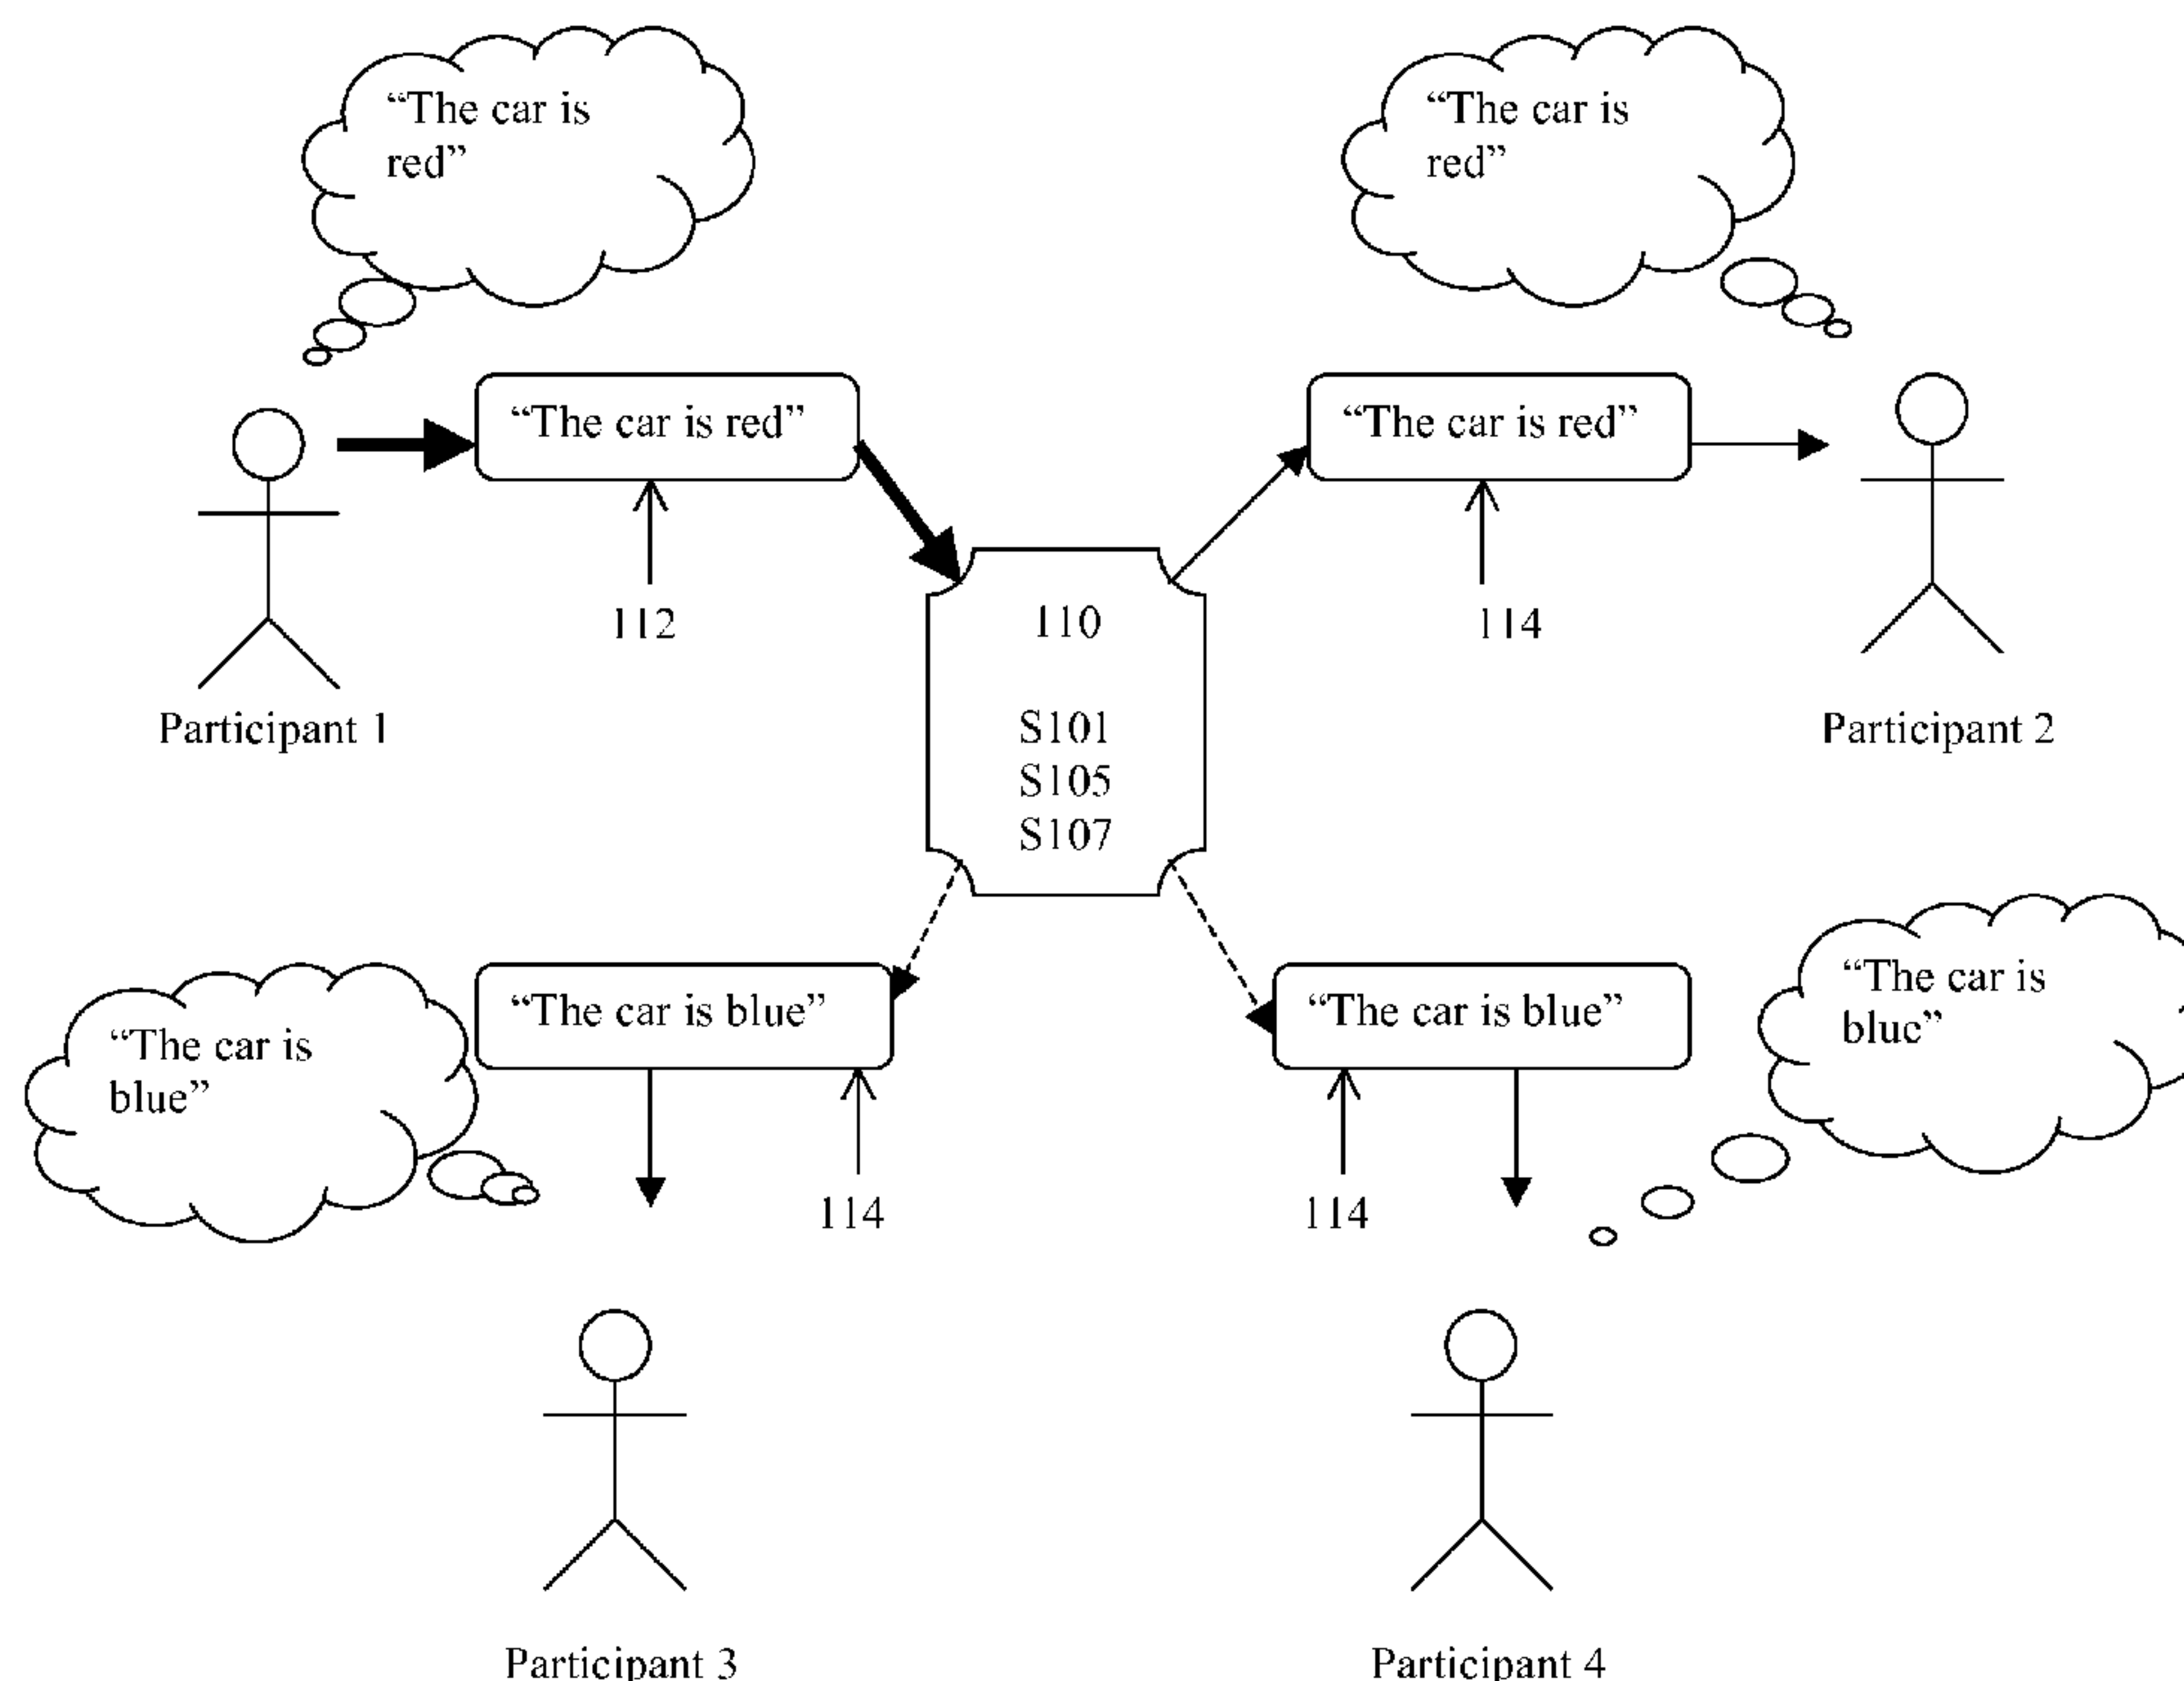 “The car is
red”
“The car is
red”
“The car is red”
“The car is red”
112
110
114
S101
S105
S107
Participant 1
Participant 2
“The car is blue”
“The car is blue”
“The car is
blue”
“The car is
blue”
114
114
Participant 3
Participant 4